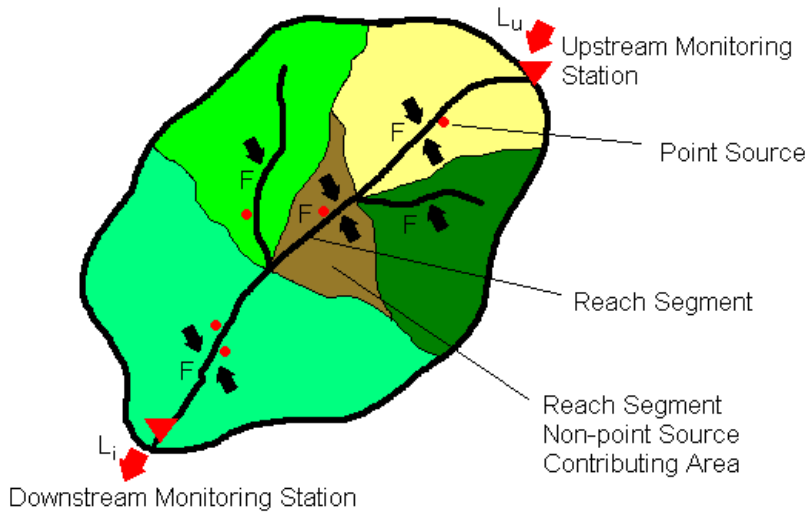 Lu
Upstream Monitoring
Station
Point Source
F
F
F
F
Reach Segment
F
Reach Segment
Non-point Source
Contributing Area
Li
Downstream Monitoring Station